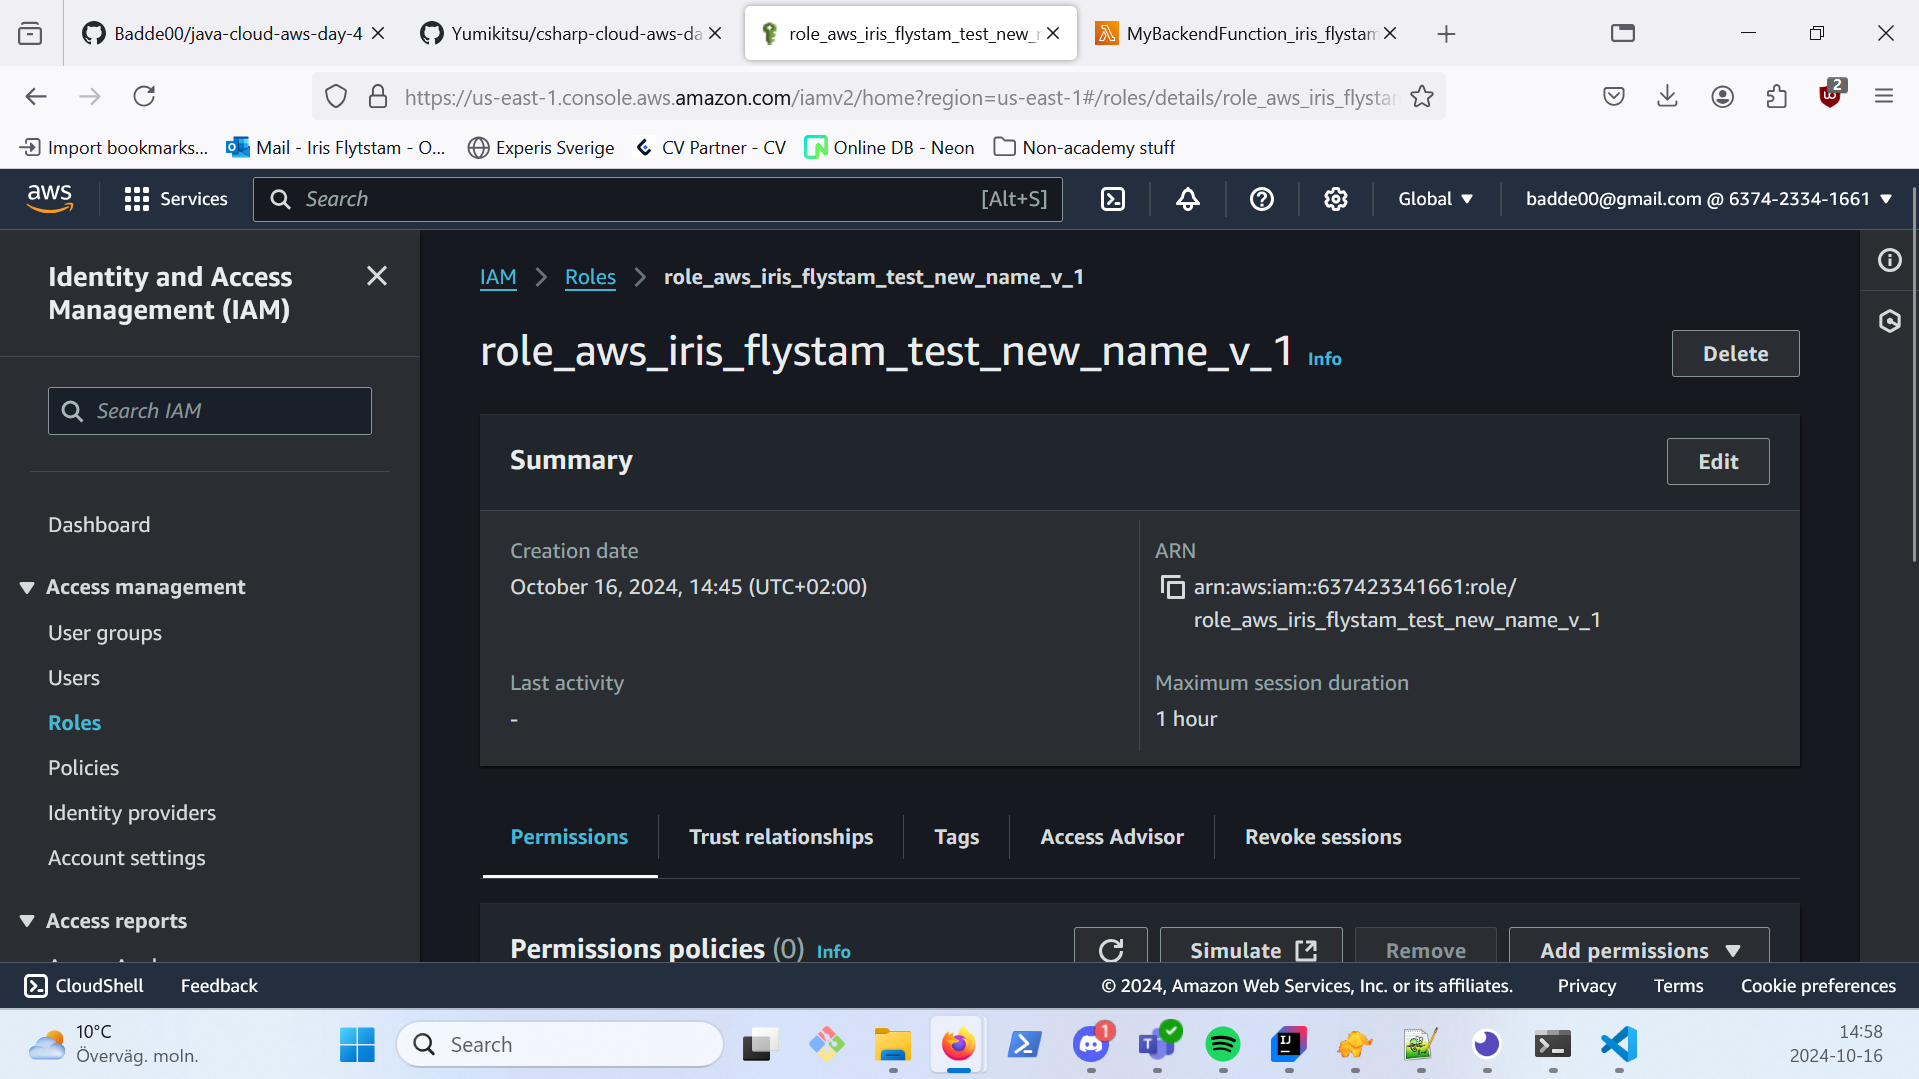 Badde00/java-cloud-aws-day-4
Yumikitsu/csharp-cloud-aws-da
role_aws_iris_flystam_test_new_
MyBackendFunction_iris_flystam
https://us-east-1.console.aws.amazon.com/iamv2/home?region=us-east-1#/roles/details/role_aws_iris_flystar
2
Import bookmarks...
Mail - Iris Flytstam - O...
Experis Sverige
CV Partner - CV
Online DB - Neon
Non-academy stuff
aws
Services
Search
[Alt+S]
Global
badde00@gmail.com @ 6374-2334-1661
Identity and Access
Management (IAM)
Search IAM
Dashboard
Access management
User groups
Users
Roles
Policies
Identity providers
Account settings
Access reports
IAM
Roles
role_aws_iris_flystam_test_new_name_v_1
role_aws_iris_flystam_test_new_name_v_1 Info
Delete
Summary
Edit
Creation date
October 16, 2024, 14:45 (UTC+02:00)
ARN
arn:aws:iam::637423341661:role/
role_aws_iris_flystam_test_new_name_v_1
Last activity
-
Maximum session duration
1 hour
Permissions
Trust relationships
Tags
Access Advisor
Revoke sessions
Permissions policies (0) Info
Simulate
Remove
Add permissions
CloudShell
Feedback
© 2024, Amazon Web Services, Inc. or its affiliates.
Privacy
Terms
Cookie preferences
10°C
Överväg. moln.
Search
1
14:58
2024-10-16